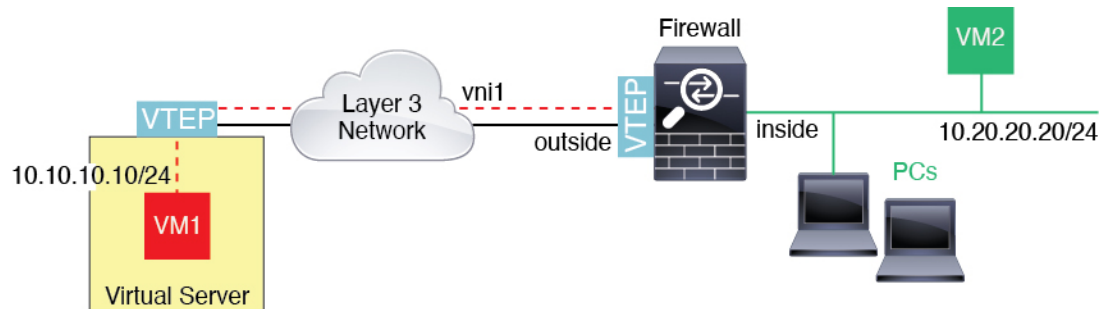 Firewall
VM2
VTEP
Layer 3
Network
vni1
outside
VTEP
inside
10.20.20.20/24
10.10.10.10/24
VM1
PCs
Virtual Server